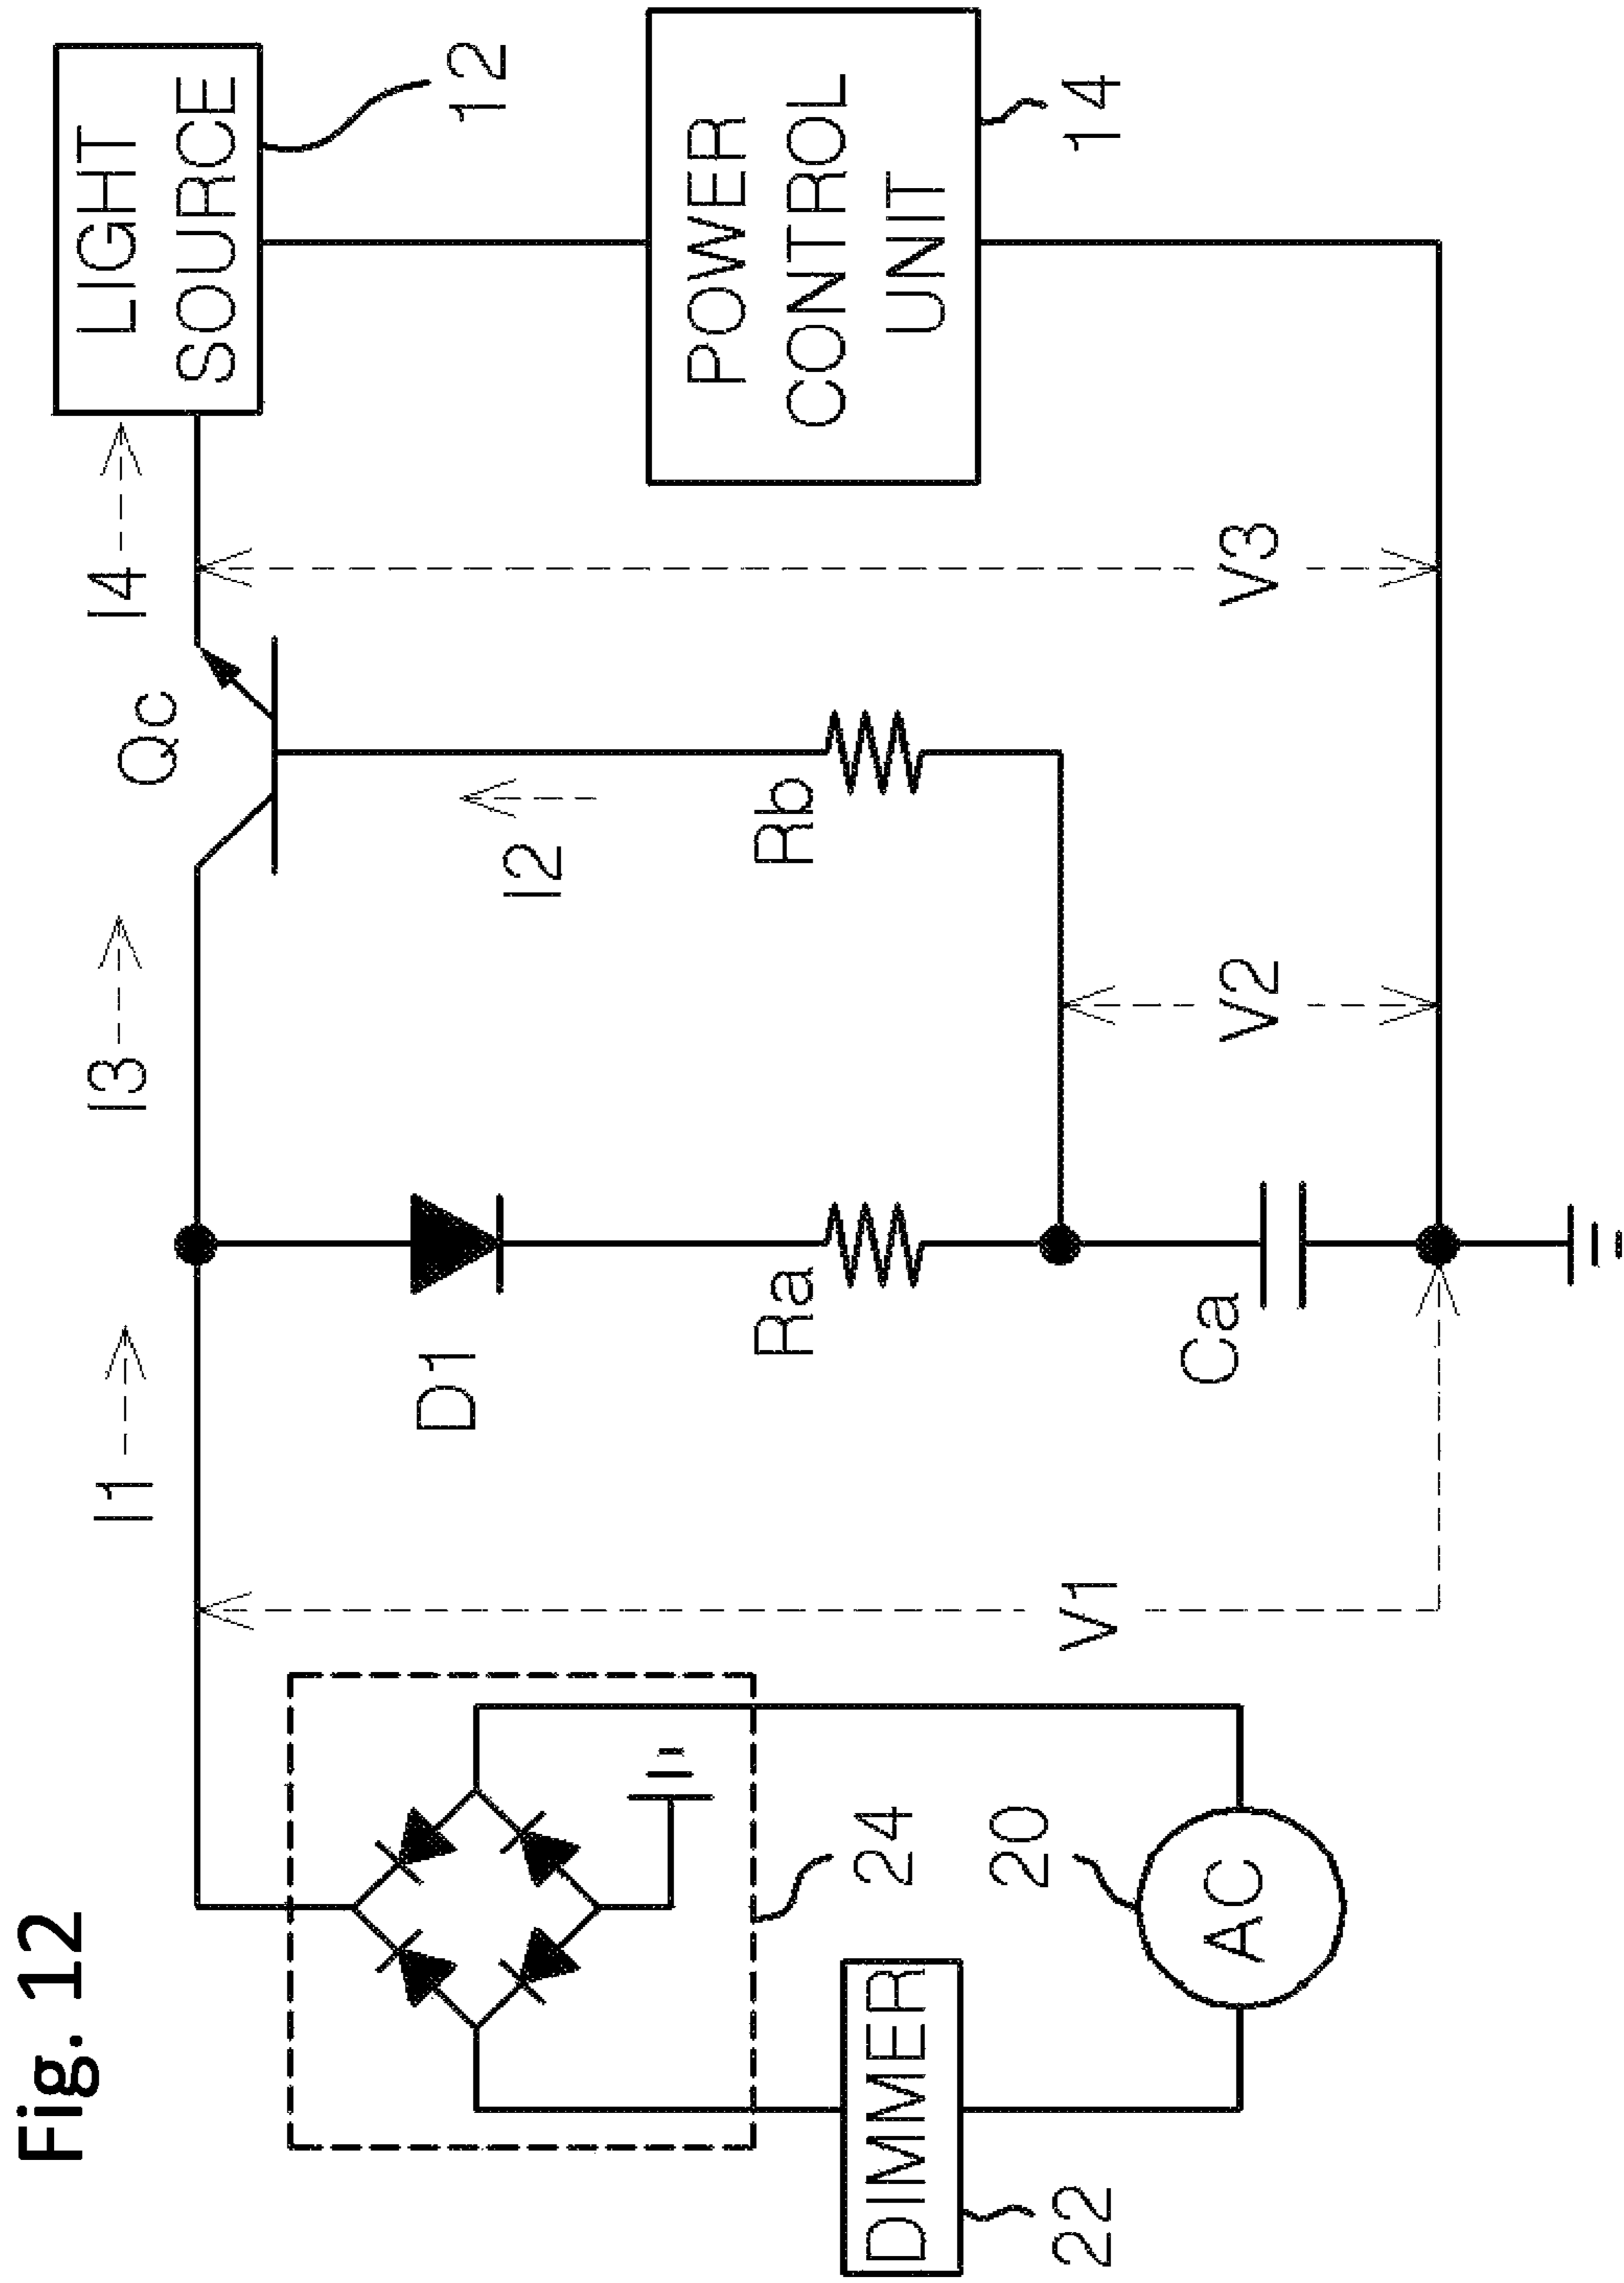 Fig. 12
I1
I3
I4
Qc
LIGHT
SOURCE
12
D1
I2
Ra
Rb
POWER
CONTROL
UNIT
14
V1
V2
V3
Ca
24
20
AC
DIMMER
22